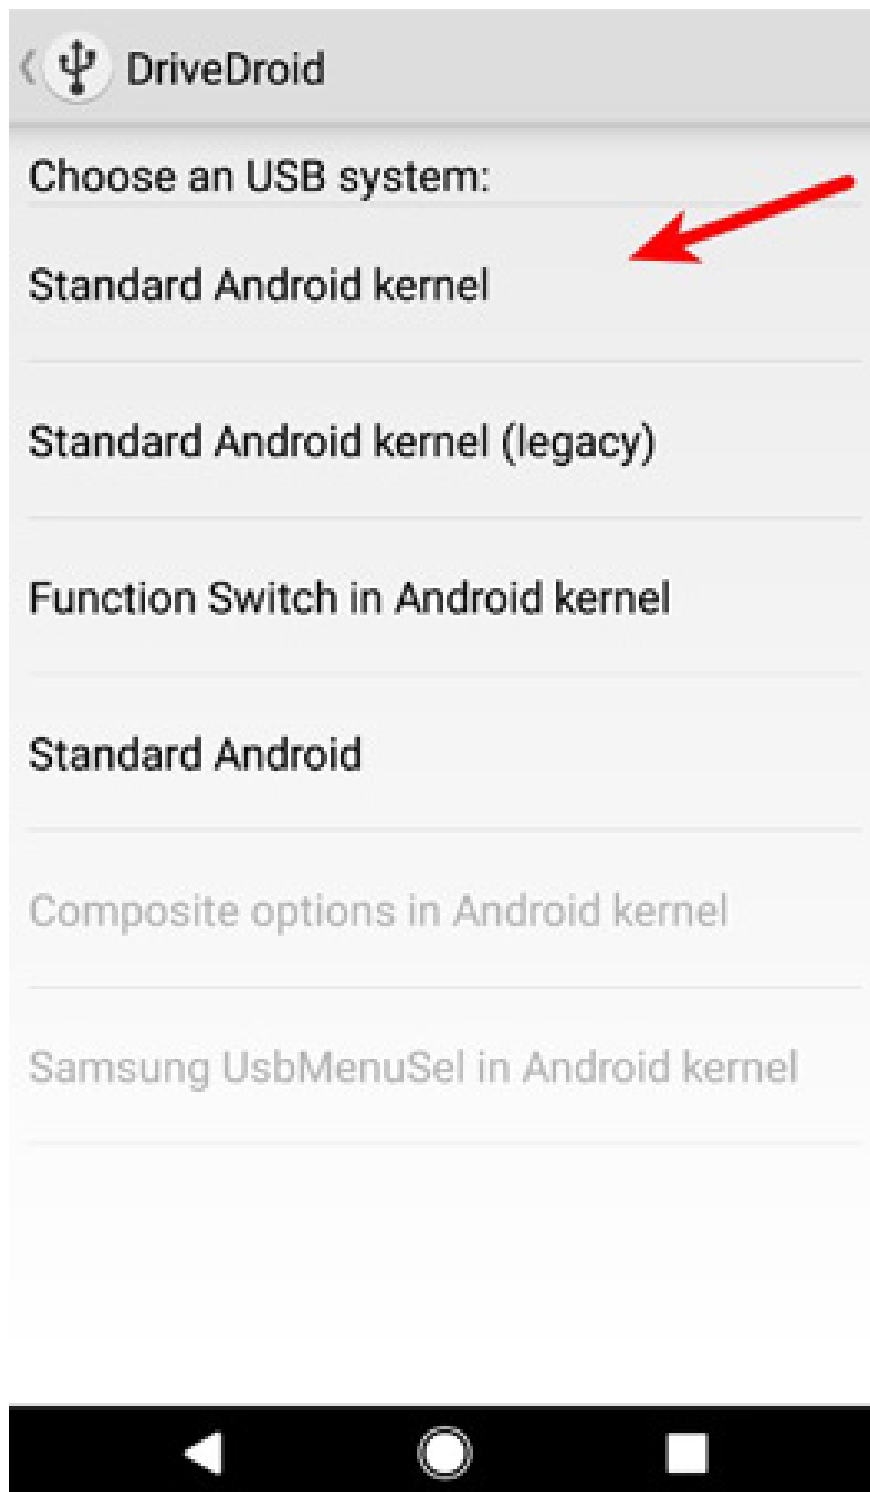 DriveDroid
Choose an USB system:
Standard Android kernel
Standard Android kernel (legacy)
Function Switch in Android kernel
Standard Android
Composite options in Android kernel
Samsung UsbMenuSel in Android kernel